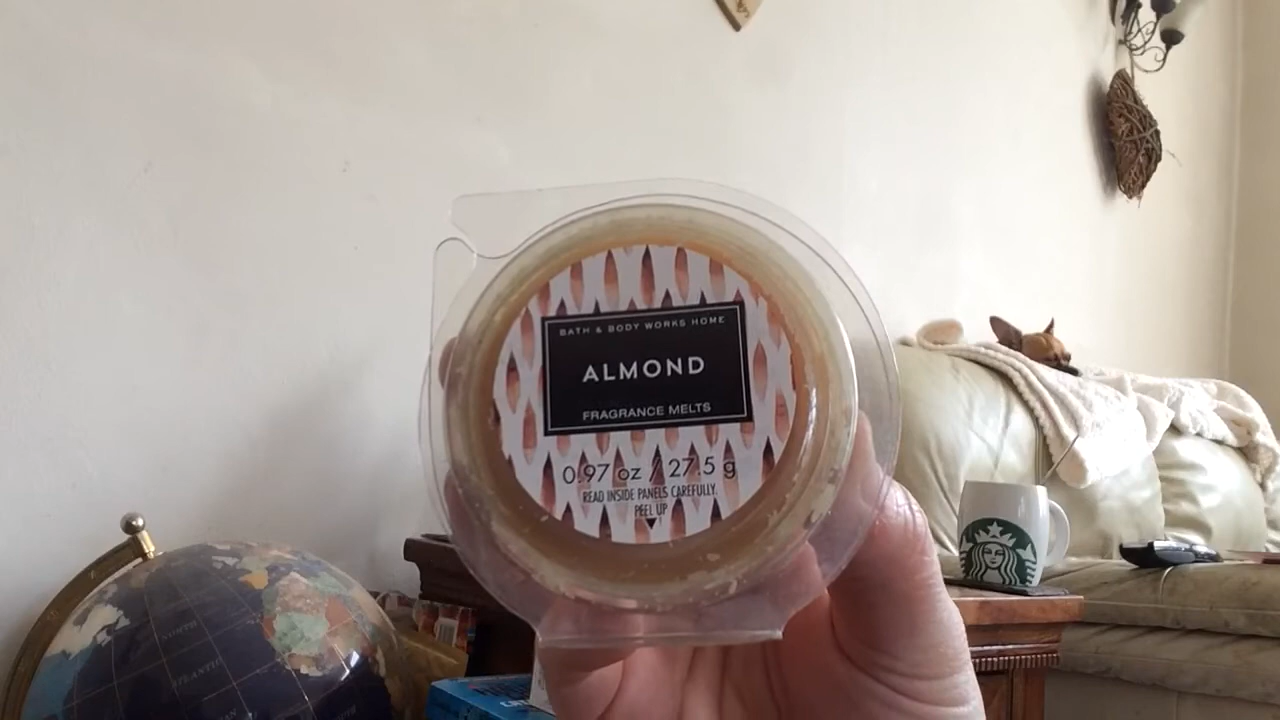 BATH & BODY WORKS HOME
ALMOND
FRAGRANCE MELTS
0.97 oz / 27.5 g
READ INSIDE PANELS CAREFULLY.
PEEL UP